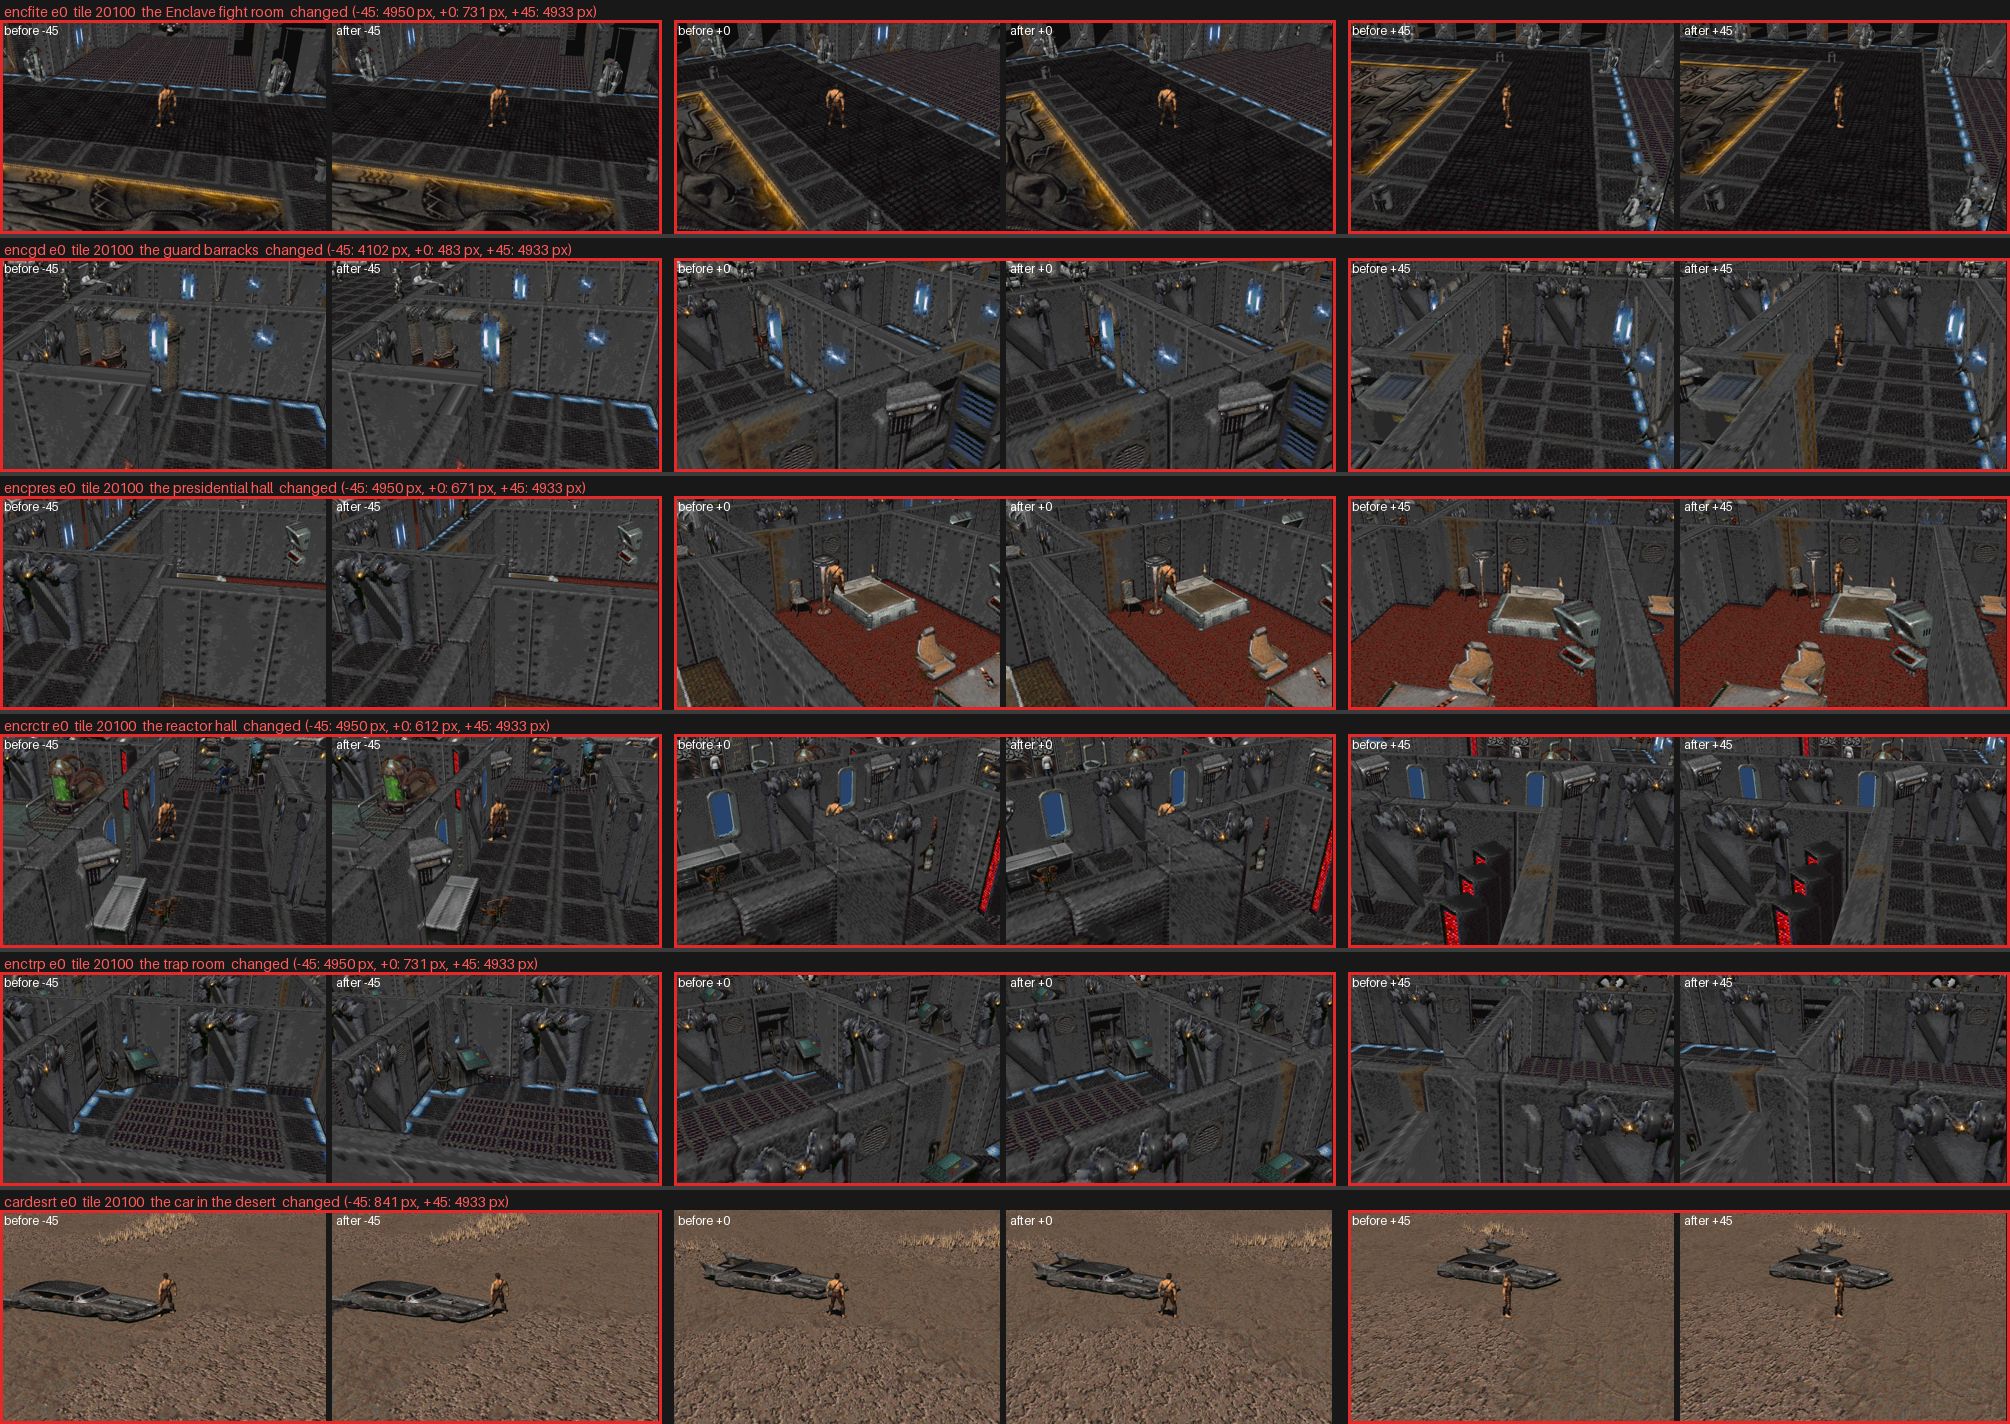 encfite e0 tile 20100 the Enclave fight room changed (-45: 4950 px, +0: 731 px, +45: 4933 px)
before -45 after -45 before +0 after +0 before +45 after +45
encgd e0 tile 20100 the guard barracks changed (-45: 4102 px, +0: 483 px, +45: 4933 px)
before -45 after -45 before +0 after +0 before +45 after +45
encpres e0 tile 20100 the presidential hall changed (-45: 4950 px, +0: 671 px, +45: 4933 px)
before -45 after -45 before +0 after +0 before +45 after +45
encrctr e0 tile 20100 the reactor hall changed (-45: 4950 px, +0: 612 px, +45: 4933 px)
before -45 after -45 before +0 after +0 before +45 after +45
enctrp e0 tile 20100 the trap room changed (-45: 4950 px, +0: 731 px, +45: 4933 px)
before -45 after -45 before +0 after +0 before +45 after +45
cardesrt e0 tile 20100 the car in the desert changed (-45: 841 px, +45: 4933 px)
before -45 after -45 before +0 after +0 before +45 after +45